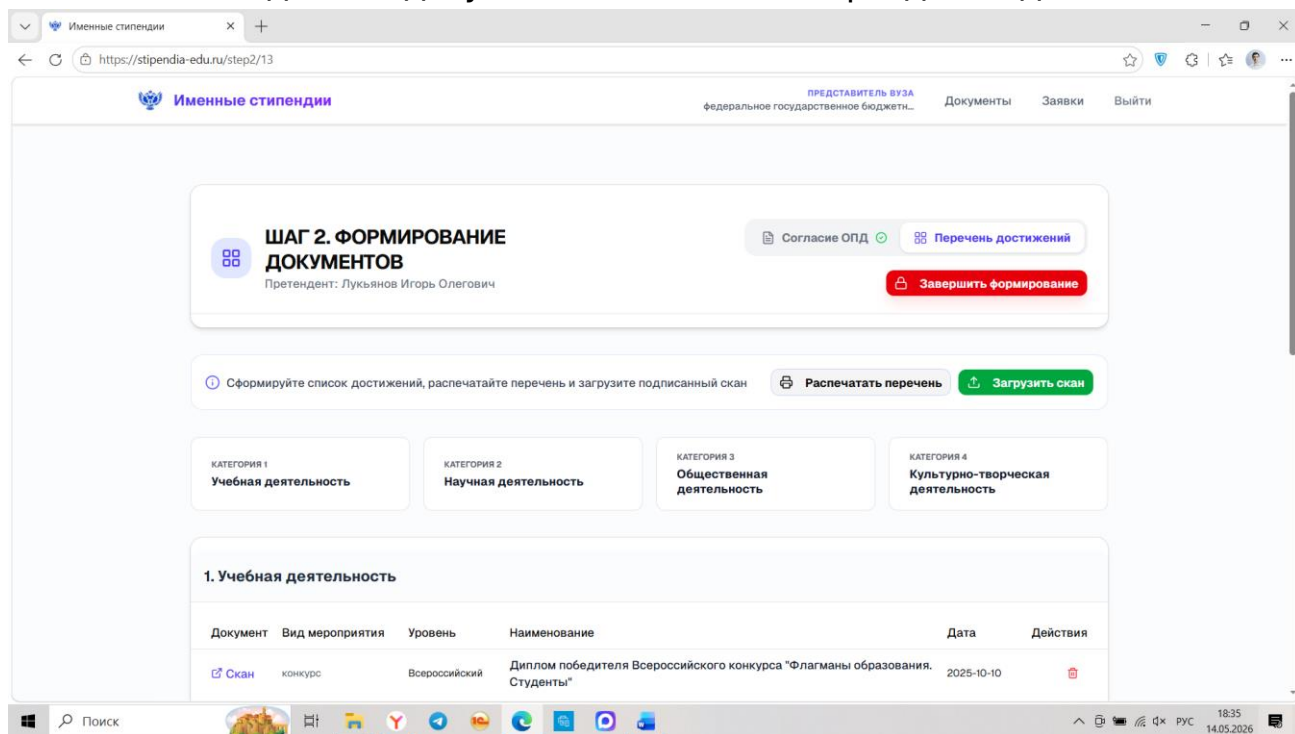 Именные стипендии
https://stipendia-edu.ru/step2/13
Именные стипендии
ПРЕДСТАВИТЕЛЬ ВУЗА
федеральное государственное бюджетн...
Документы Заявки Выйти
ШАГ 2. ФОРМИРОВАНИЕ
ДОКУМЕНТОВ
Претендент: Лукьянов Игорь Олегович
Согласие ОПД Перечень достижений
Завершить формирование
Сформируйте список достижений, распечатайте перечень и загрузите подписанный скан
Распечатать перечень Загрузить скан
КАТЕГОРИЯ 1
Учебная деятельность
КАТЕГОРИЯ 2
Научная деятельность
КАТЕГОРИЯ 3
Общественная
деятельность
КАТЕГОРИЯ 4
Культурно-творческая
деятельность
1. Учебная деятельность
Документ Вид мероприятия Уровень Наименование Дата Действия
Скан конкурс Всероссийский Диплом победителя Всероссийского конкурса "Флагманы образования.
Студенты" 2025-10-10
Поиск
РУС
18:35
14.05.2026